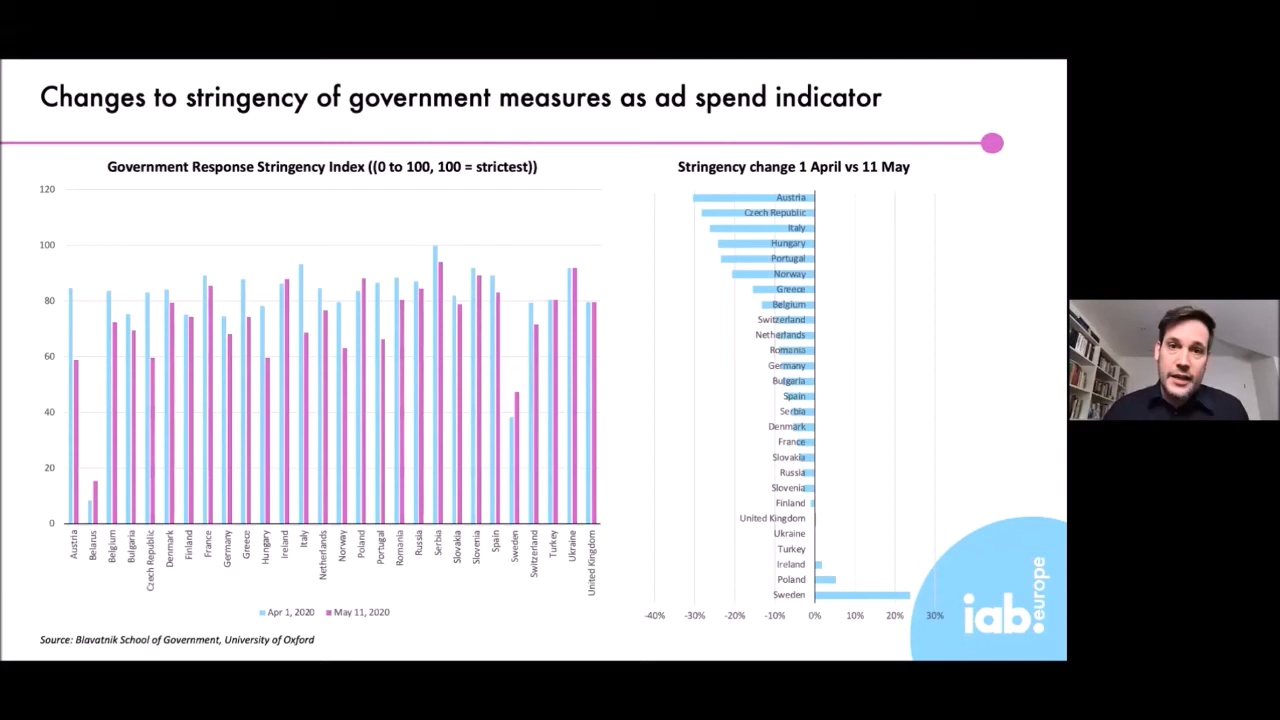 Changes to stringency of government measures as ad spend indicator
Government Response Stringency Index ((0 to 100, 100 = strictest))
120
100
80
60
40
20
0
Austria
Belarus
Belgium
Bulgaria
Czech Republic
Denmark
Finland
France
Germany
Greece
Hungary
Ireland
Italy
Netherlands
Norway
Poland
Portugal
Romania
Russia
Serbia
Slovakia
Slovenia
Spain
Sweden
Switzerland
Turkey
Ukraine
United Kingdom
Apr 1, 2020 May 11, 2020
Source: Blavatnik School of Government, University of Oxford
Stringency change 1 April vs 11 May
Austria
Czech Republic
Italy
Hungary
Portugal
Norway
Greece
Belgium
Switzerland
Netherlands
Romania
Germany
Bulgaria
Spain
Serbia
Denmark
France
Slovakia
Russia
Slovenia
Finland
United Kingdom
Ukraine
Turkey
Ireland
Poland
Sweden
-40% -30% -20% -10% 0% 10% 20% 30%
iab.
europe